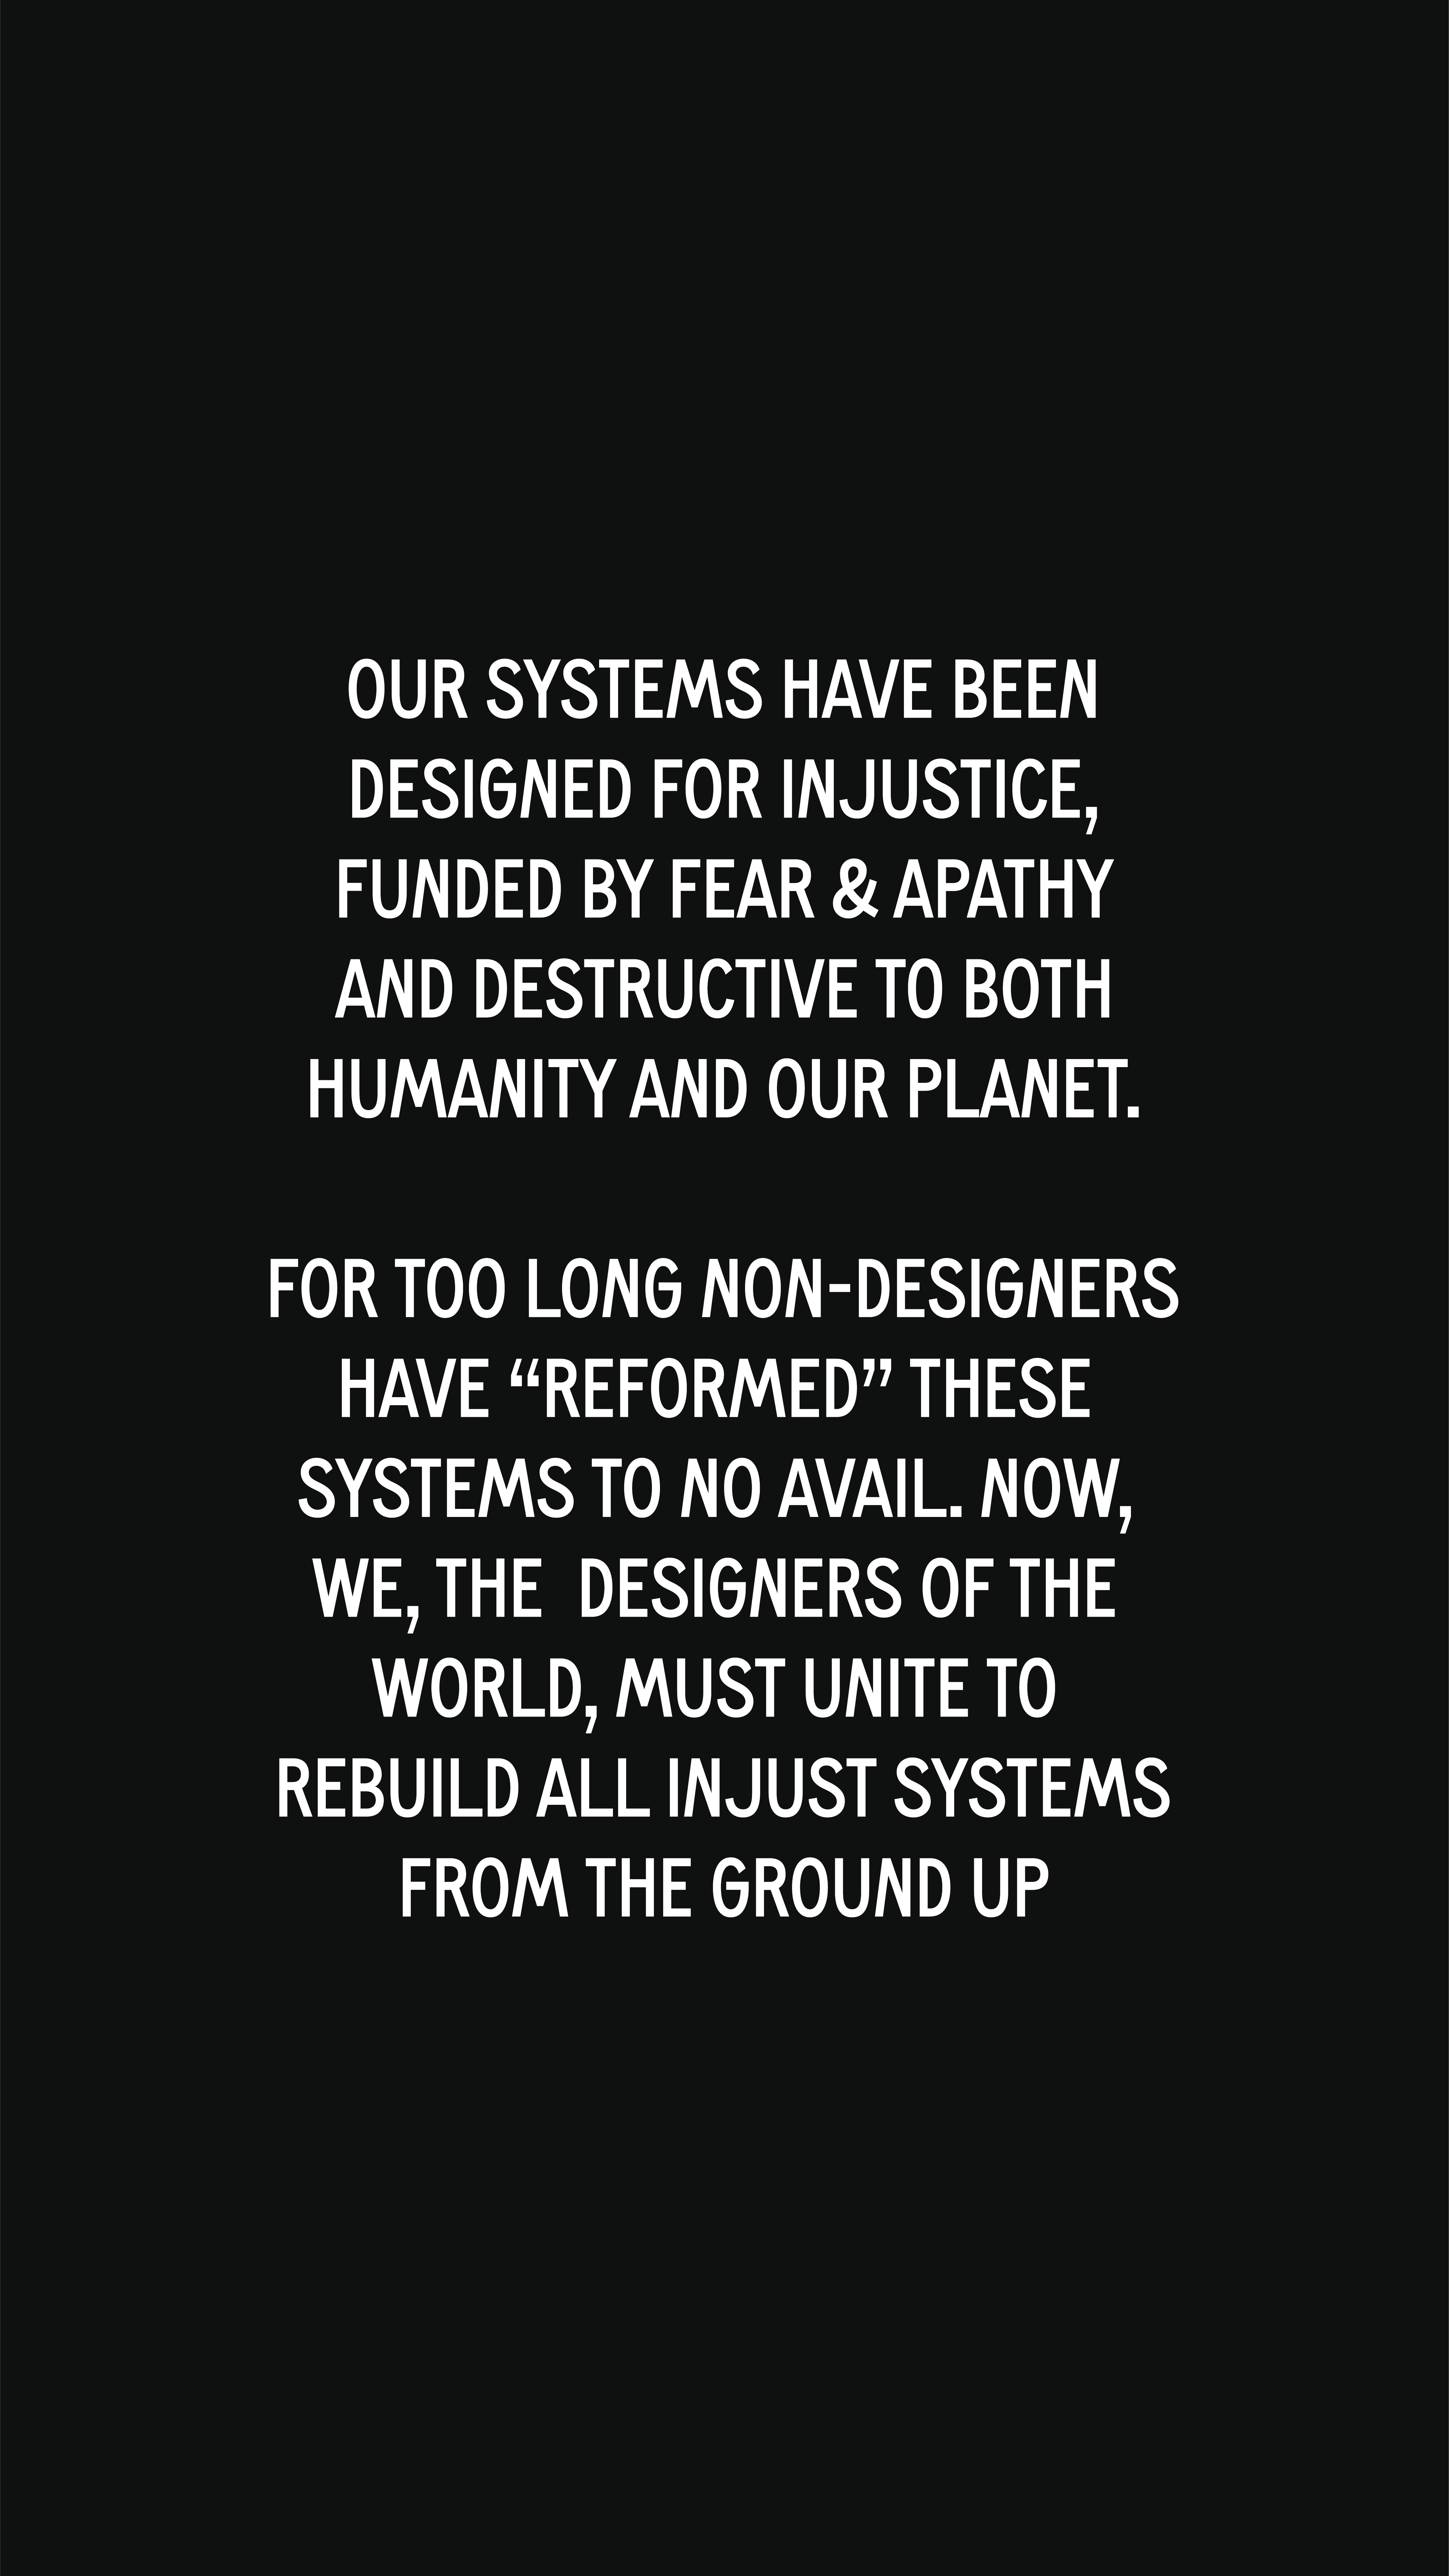 OUR SYSTEMS HAVE BEEN
DESIGNED FOR INJUSTICE,
FUNDED BY FEAR & APATHY
AND DESTRUCTIVE TO BOTH
HUMANITY AND OUR PLANET.
FOR TOO LONG NON-DESIGNERS
HAVE “REFORMED” THESE
SYSTEMS TO NO AVAIL. NOW,
WE, THE  DESIGNERS OF THE
WORLD, MUST UNITE TO
REBUILD ALL INJUST SYSTEMS
FROM THE GROUND UP